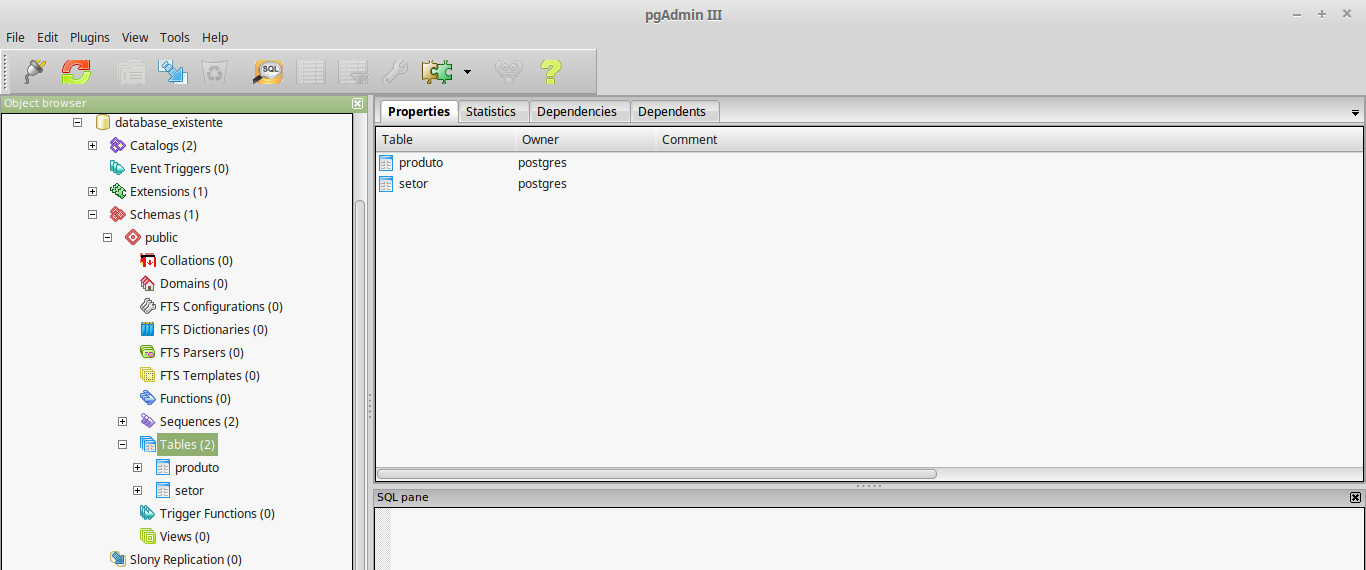 pgAdmin III
File Edit Plugins View Tools Help
SQL
Object browser
database_existente
Catalogs (2)
Event Triggers (0)
Extensions (1)
Schemas (1)
public
Collations (0)
Domains (0)
FTS Configurations (0)
FTS Dictionaries (0)
FTS Parsers (0)
FTS Templates (0)
Functions (0)
Sequences (2)
Tables (2)
produto
setor
Trigger Functions (0)
Views (0)
Slony Replication (0)
Properties Statistics Dependencies Dependents
Table Owner Comment
produto postgres
setor postgres
SQL pane